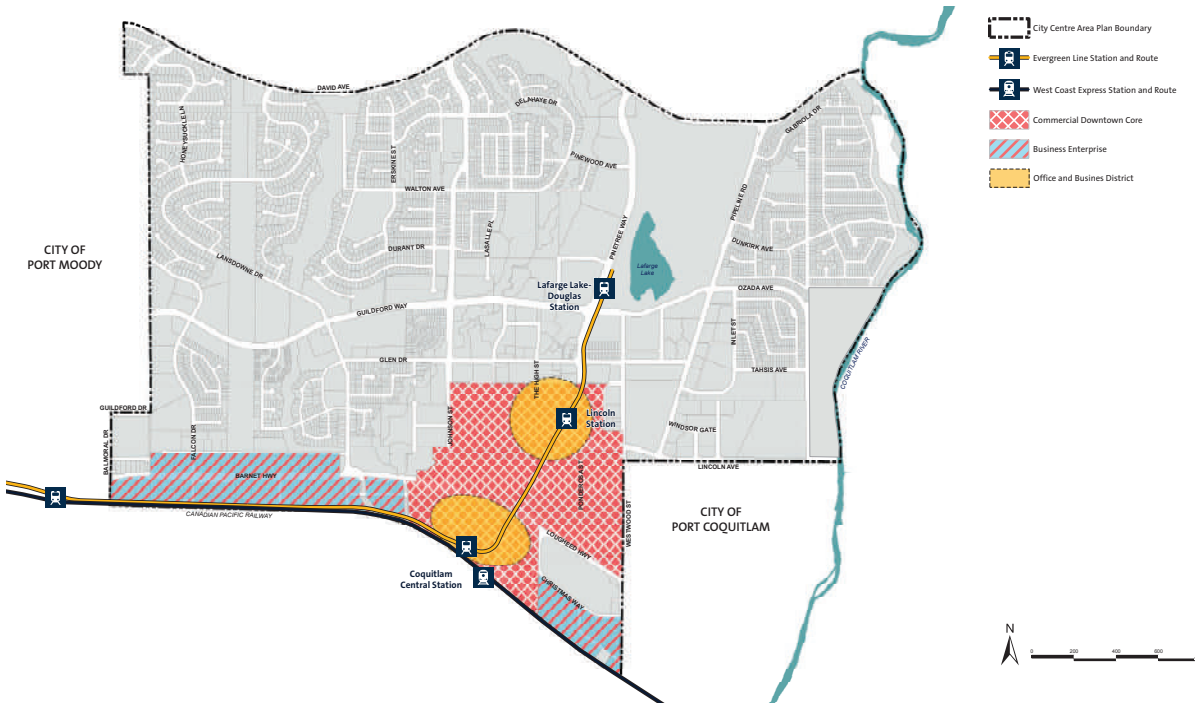 City Centre Area Plan Boundary
Evergreen Line Station and Route
West Coast Express Station and Route
Commercial Downtown Core
Business Enterprise
Office and Busines District
DAVID AVE
DELAHAYE DR
GABRIOLA DR
HONEYSUCKLE LN
ERSKINE ST
PINEWOOD AVE
WALTON AVE
PIPELINE RD
LASALLE PL
PINETREE WAY
CITY OF
PORT MOODY
DURANT DR
DUNKIRK AVE
LANSDOWNE DR
Lafarge
Lake
Lafarge Lake-
Douglas
Station
OZADA AVE
GUILDFORD WAY
INLET ST
COQUITLAM RIVER
GLEN DR
THE HIGH ST
TAHSIS AVE
GUILDFORD DR
JOHNSON ST
Lincoln
Station
WINDSOR GATE
BALMORAL DR
FALCON DR
LINCOLN AVE
BARNET HWY
PONDEROSA ST
WESTWOOD ST
CANADIAN PACIFIC RAILWAY
CITY OF
PORT COQUITLAM
LOUGHEED HWY
Coquitlam
Central Station
CHRISTMAS WAY
N
0 200 400 600